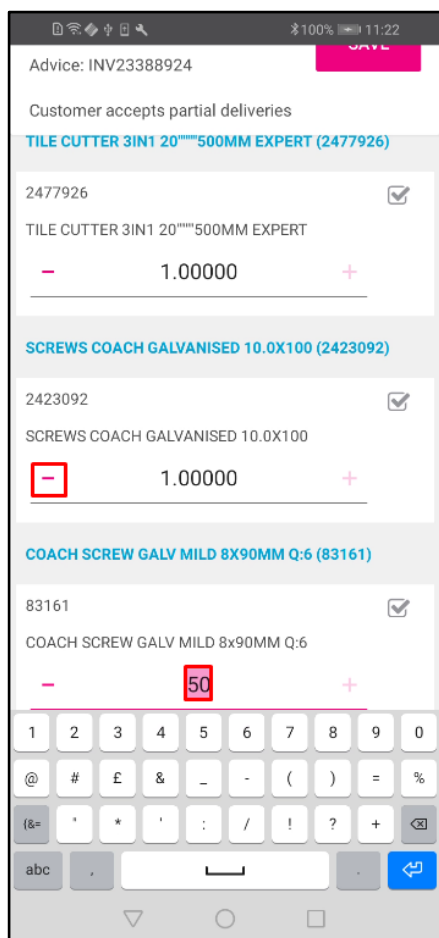 100% 11:22
SAVE
Advice: INV23388924
Customer accepts partial deliveries
TILE CUTTER 3IN1 20"""500MM EXPERT (2477926)
2477926
TILE CUTTER 3IN1 20"""500MM EXPERT
- 1.00000 +
SCREWS COACH GALVANISED 10.0X100 (2423092)
2423092
SCREWS COACH GALVANISED 10.0X100
- 1.00000 +
COACH SCREW GALV MILD 8X90MM Q:6 (83161)
83161
COACH SCREW GALV MILD 8x90MM Q:6
- 50 +
1 2 3 4 5 6 7 8 9 0
@ # £ & _ - ( ) = %
{&= " * ' : / ! ? +
abc , .